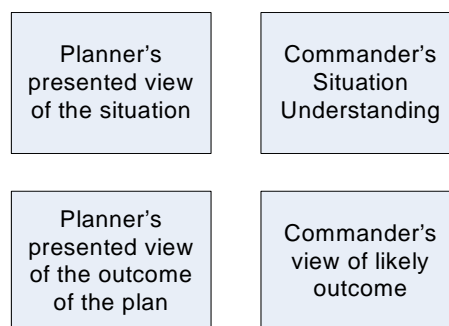 Planner's
presented view
of the situation
Commander's
Situation
Understanding
Planner's
presented view
of the outcome
of the plan
Commander's
view of likely
outcome